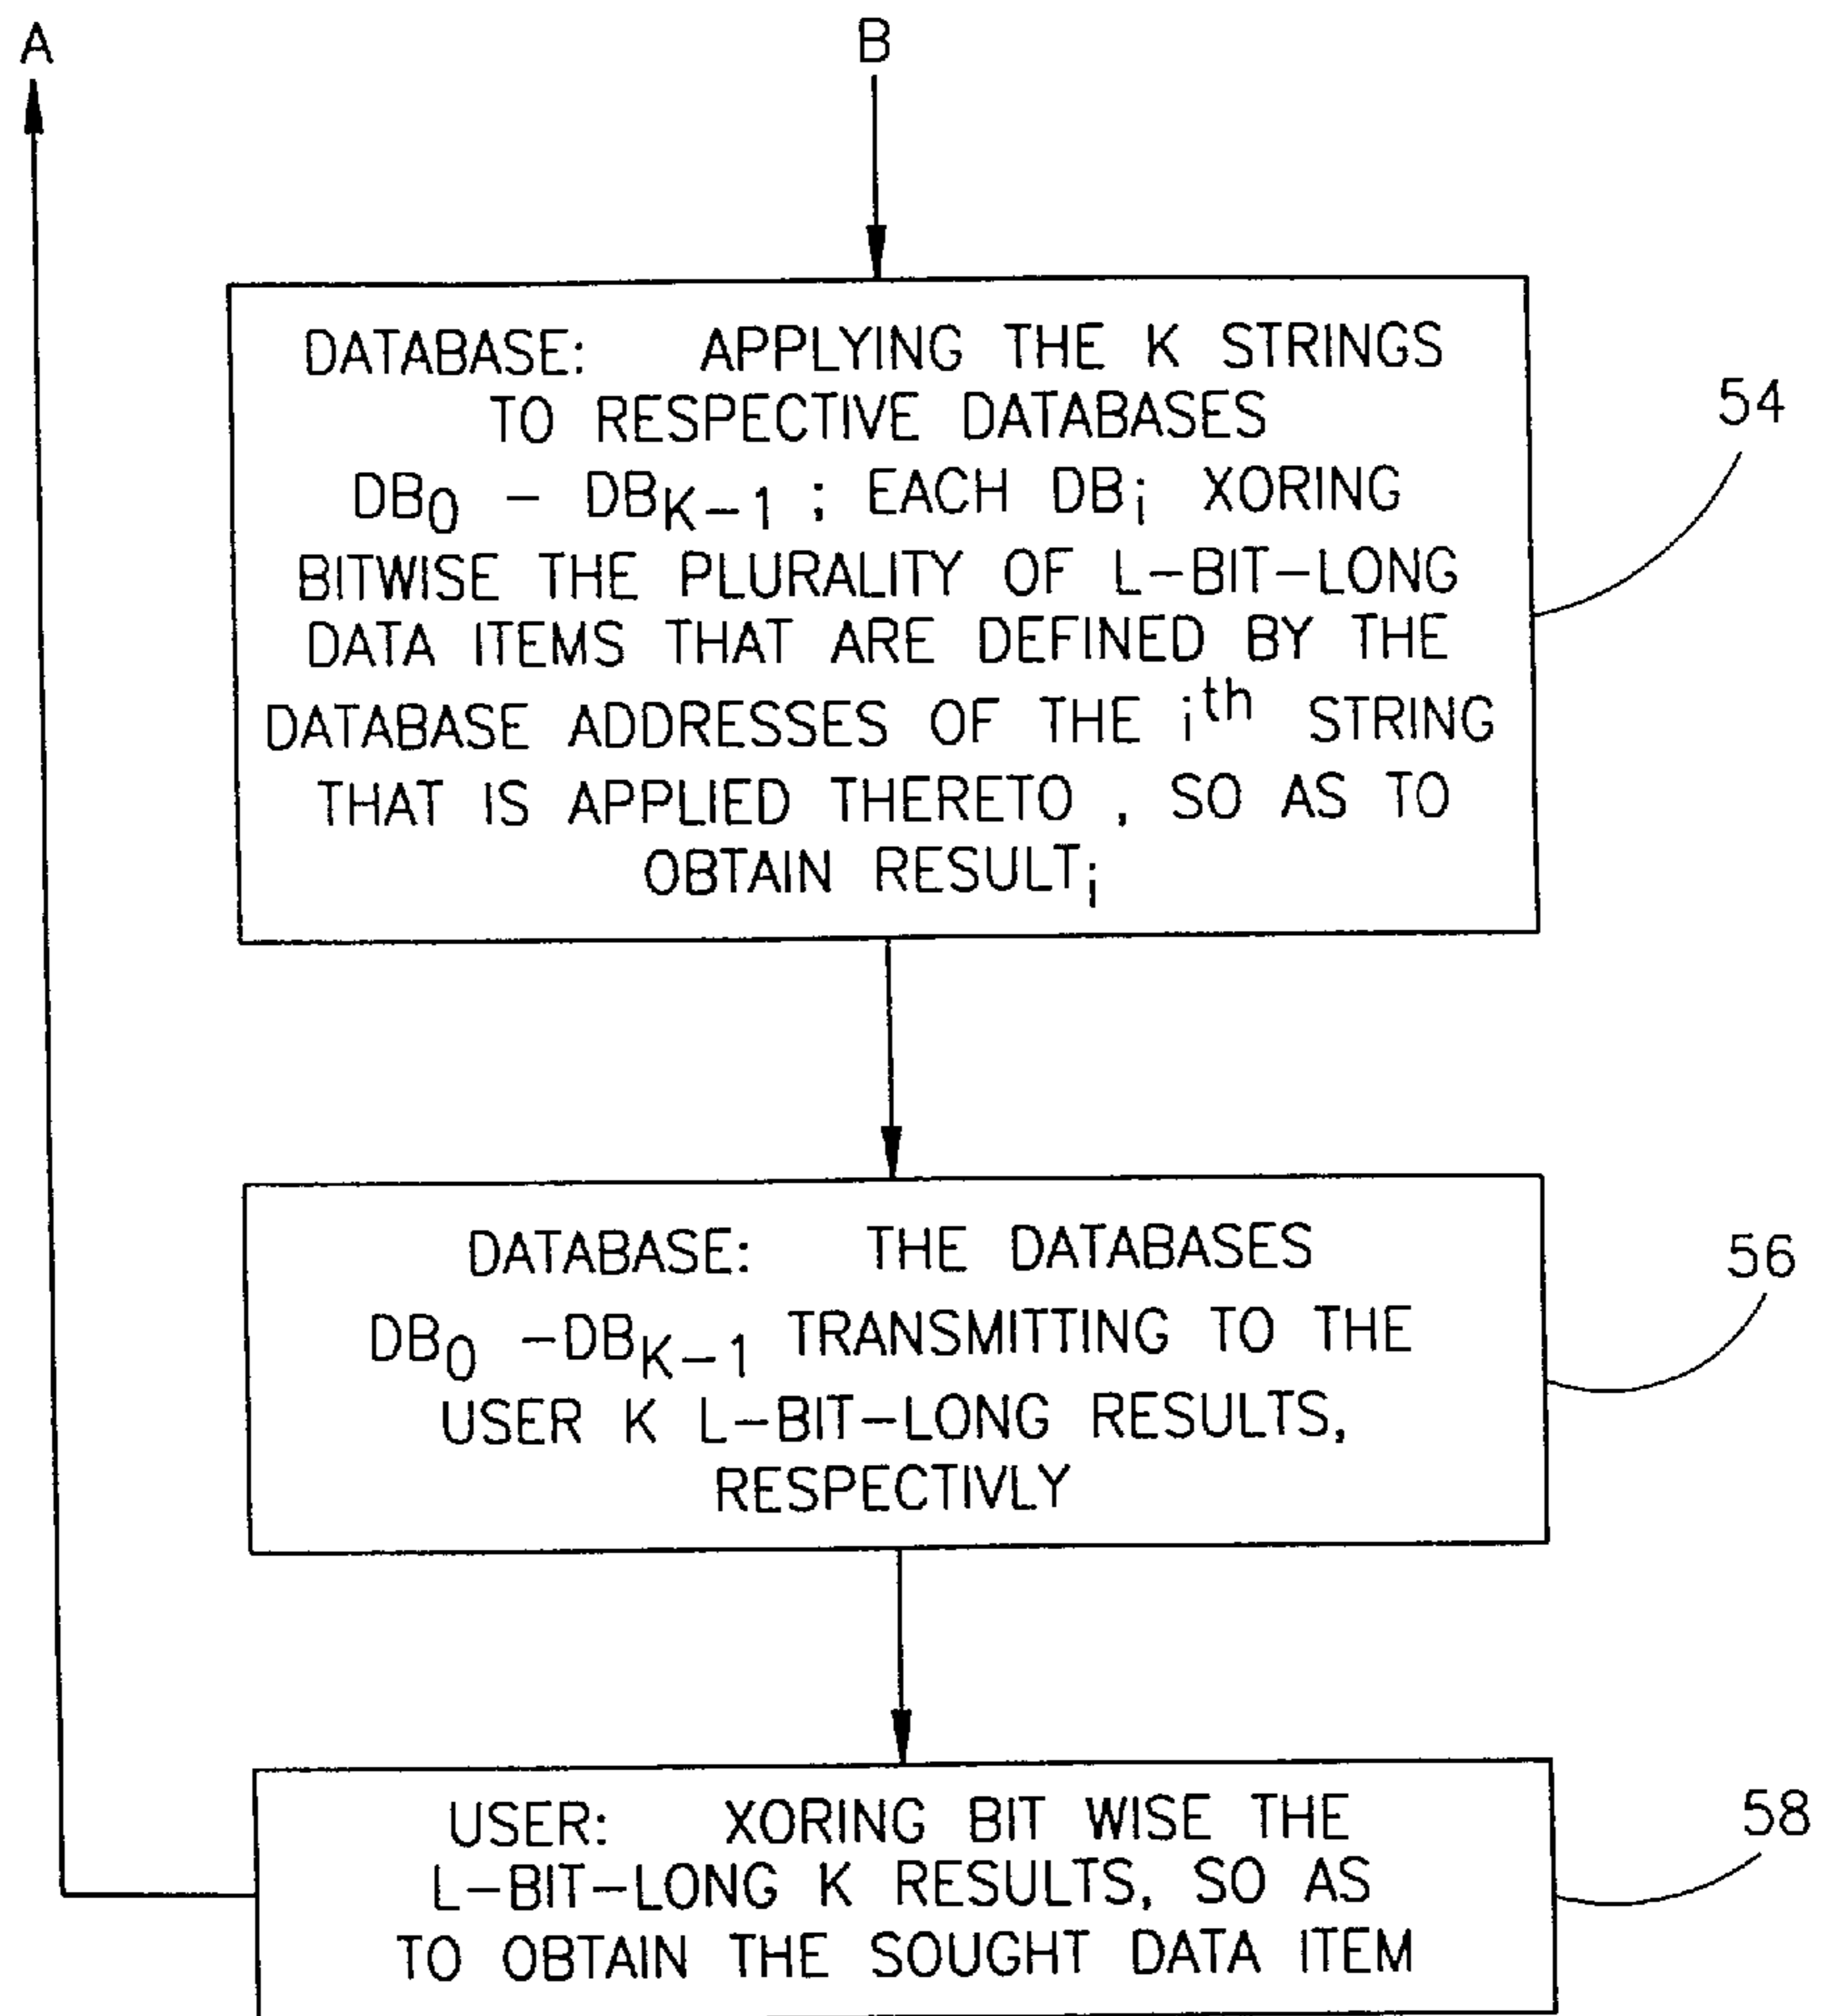 A
B
DATABASE: APPLYING THE K STRINGS
TO RESPECTIVE DATABASES
DB0 - DBK-1 ; EACH DBi XORING
BITWISE THE PLURALITY OF L-BIT-LONG
DATA ITEMS THAT ARE DEFINED BY THE
DATABASE ADDRESSES OF THE ith STRING
THAT IS APPLIED THERETO , SO AS TO
OBTAIN RESULTi
54
DATABASE: THE DATABASES
DB0 -DBK-1 TRANSMITTING TO THE
USER K L-BIT-LONG RESULTS,
RESPECTIVLY
56
USER: XORING BIT WISE THE
L-BIT-LONG K RESULTS, SO AS
TO OBTAIN THE SOUGHT DATA ITEM
58